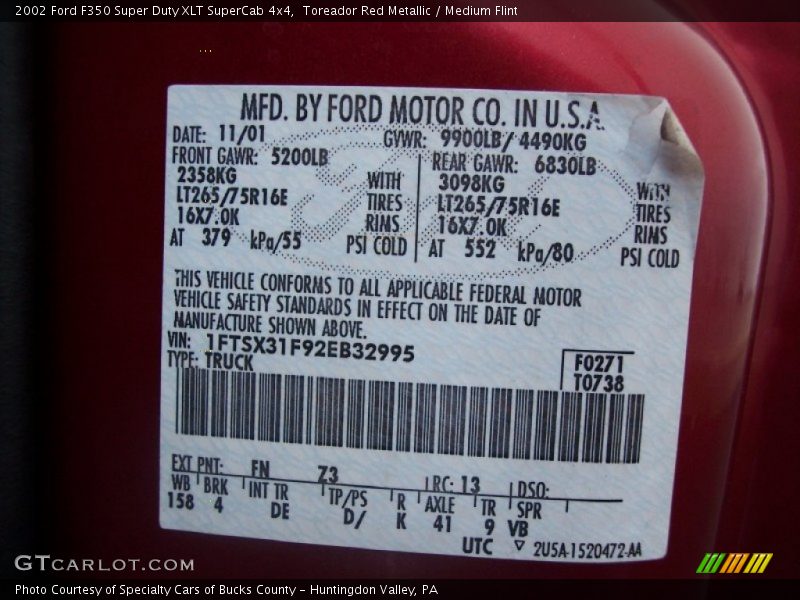 2002 Ford F350 Super Duty XLT SuperCab 4x4,  Toreador Red Metallic / Medium Flint
MFD. BY FORD MOTOR CO. IN U.S.A.
DATE: 11/01 GVWR: 9900LB/ 4490KG
FRONT GAWR: 5200LB REAR GAWR: 6830LB
2358KG WITH 3098KG WITH
LT265/75R16E TIRES LT265/75R16E TIRES
16X7.0K RIMS 16X7.0K RIMS
AT 379 kPa/55 PSI COLD AT 552 kPa/80 PSI COLD
THIS VEHICLE CONFORMS TO ALL APPLICABLE FEDERAL MOTOR
VEHICLE SAFETY STANDARDS IN EFFECT ON THE DATE OF
MANUFACTURE SHOWN ABOVE.
VIN: 1FTSX31F92EB32995
TYPE: TRUCK
F0271
T0738
EXT PNT: FN Z3 RC: 13 DSO:
WB BRK INT TR TP/PS R AXLE TR SPR
158 4 DE D/ K 41 9 VB
UTC ▽ 2U5A-1520472-AA
GTCARLOT.COM
Photo Courtesy of Specialty Cars of Bucks County - Huntingdon Valley, PA